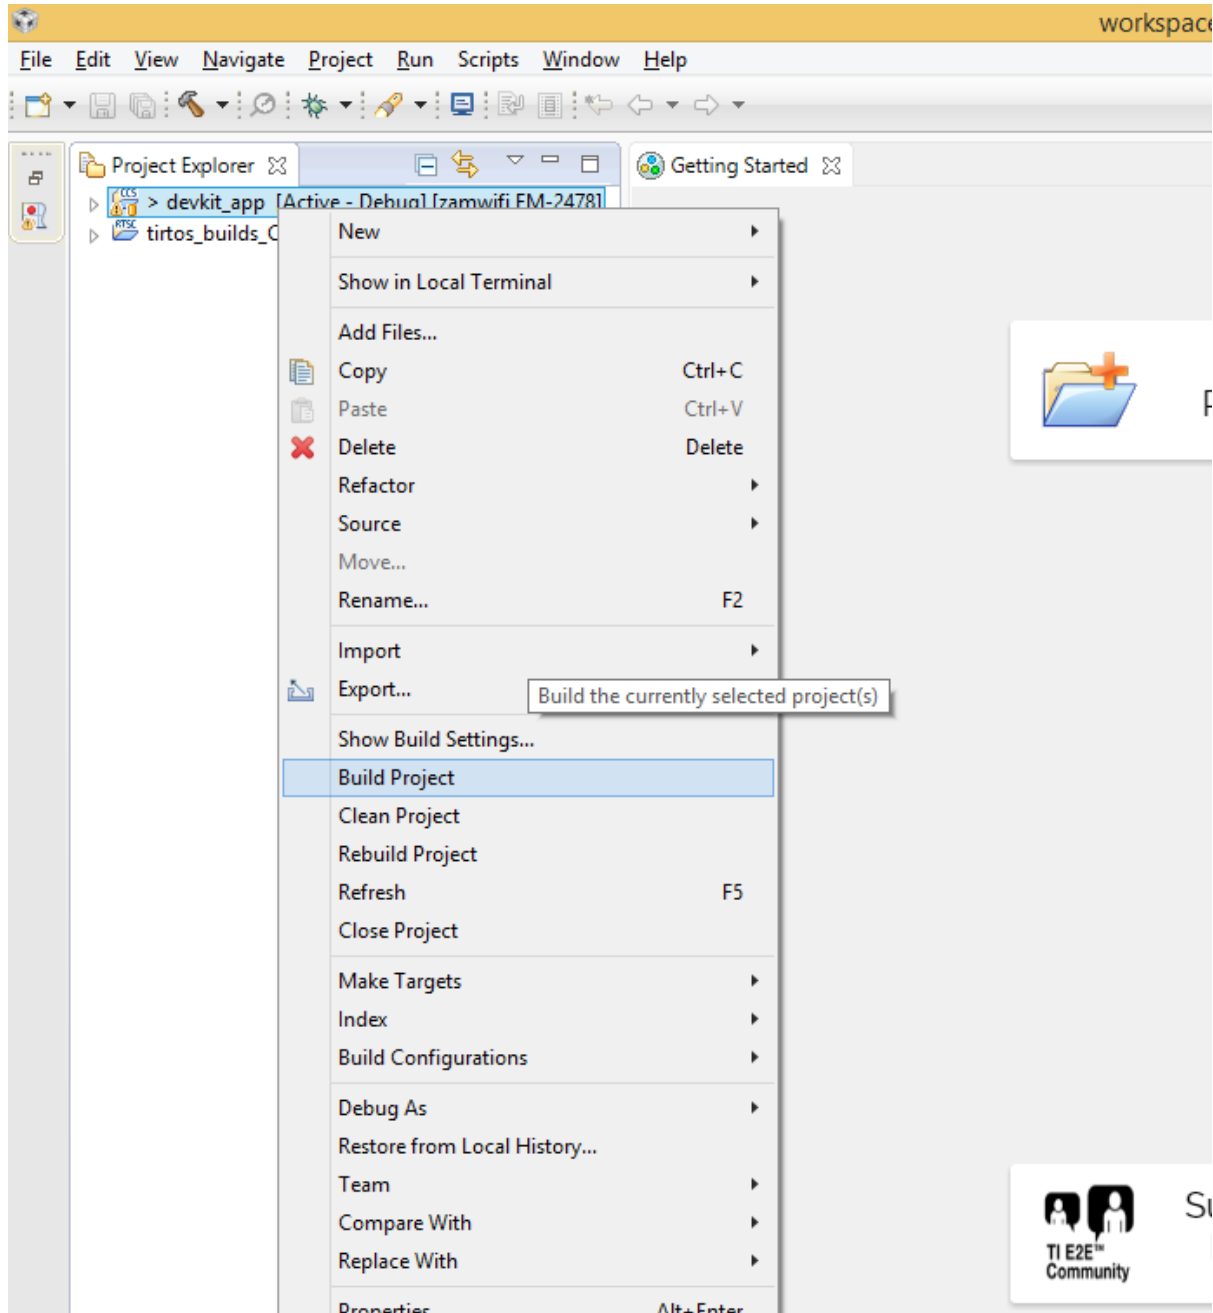 workspace
File Edit View Navigate Project Run Scripts Window Help
Project Explorer
Getting Started
> devkit_app [Active - Debug] [zamwifi EM-2478]
tirtos_builds_C
New
Show in Local Terminal
Add Files...
Copy Ctrl+C
Paste Ctrl+V
Delete Delete
Refactor
Source
Move...
Rename... F2
Import
Export...
Build the currently selected project(s)
Show Build Settings...
Build Project
Clean Project
Rebuild Project
Refresh F5
Close Project
Make Targets
Index
Build Configurations
Debug As
Restore from Local History...
Team
Compare With
Replace With
Properties Alt+Enter
TI E2E™
Community